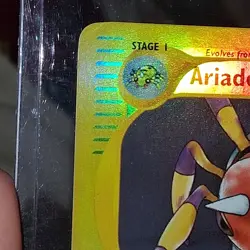 STAGE 1
Evolves fro
Ariado